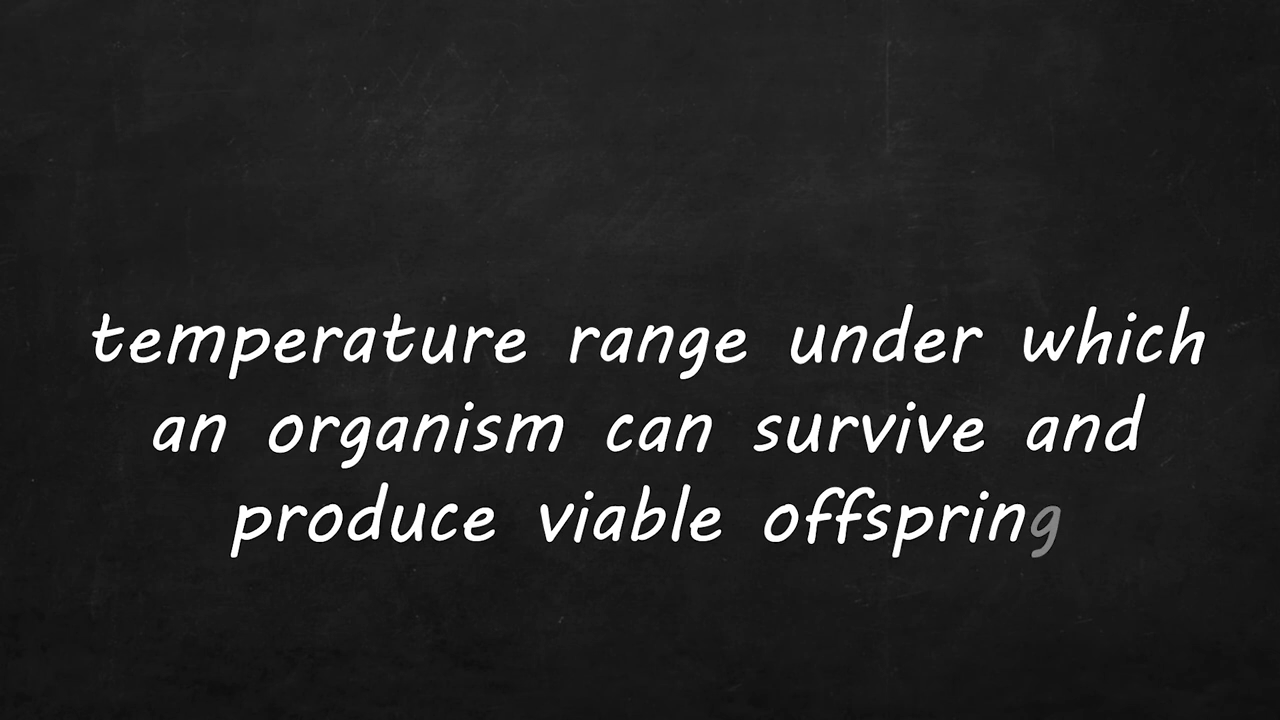 temperature range under which
an organism can survive and
produce viable offspring